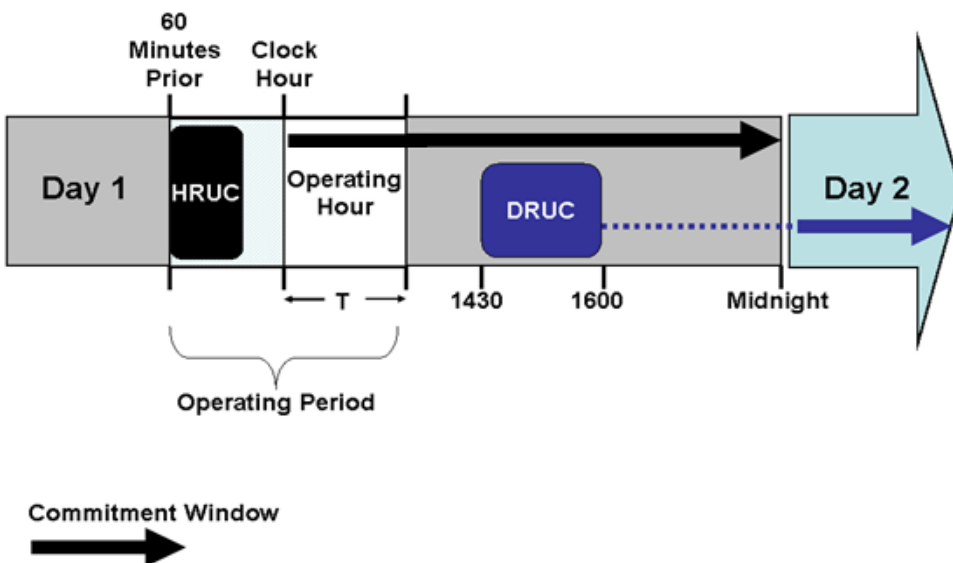 60
Minutes
Prior
Clock
Hour
Day 1
HRUC
Operating
Hour
DRUC
Day 2
T
1430
1600
Midnight
Operating Period
Commitment Window